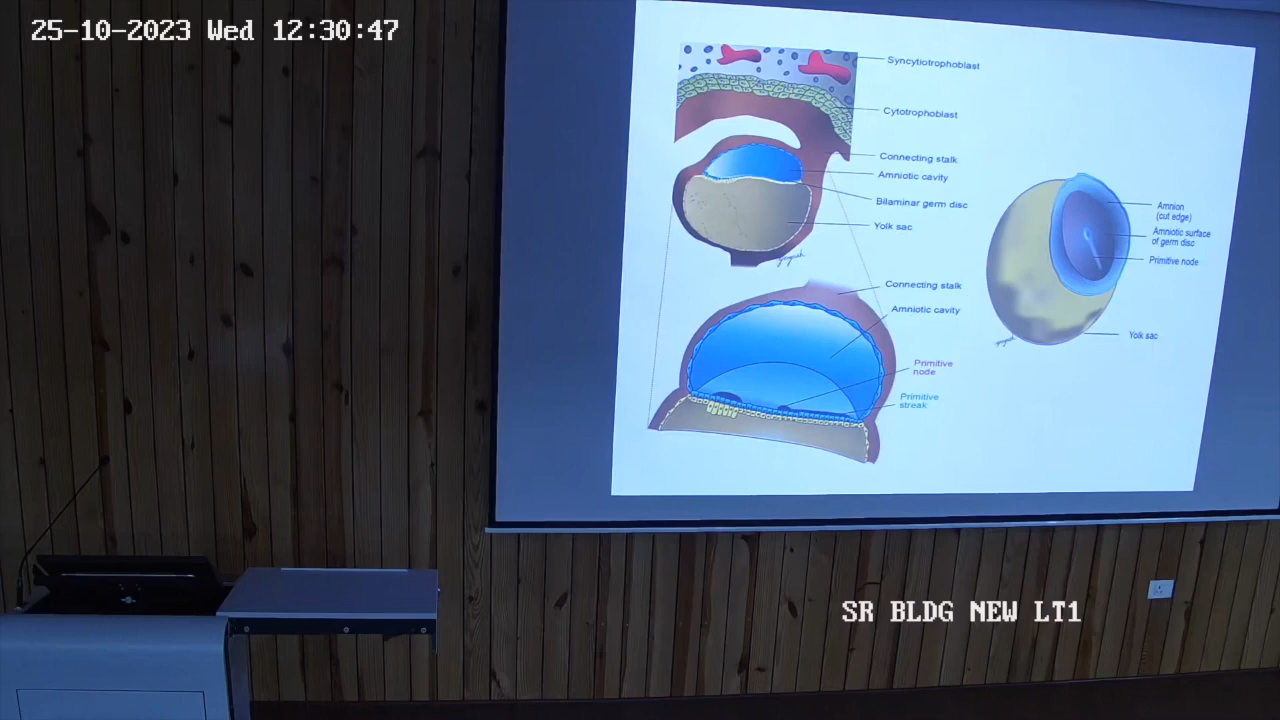 25-10-2023 Wed 12:30:47
Syncytiotrophoblast
Cytotrophoblast
Connecting stalk
Amniotic cavity
Bilaminar germ disc
Yolk sac
Connecting stalk
Amniotic cavity
Primitive
node
Primitive
streak
Amnion
(cut edge)
Amniotic surface
of germ disc
Primitive node
Yolk sac
SR BLDG NEW LT1